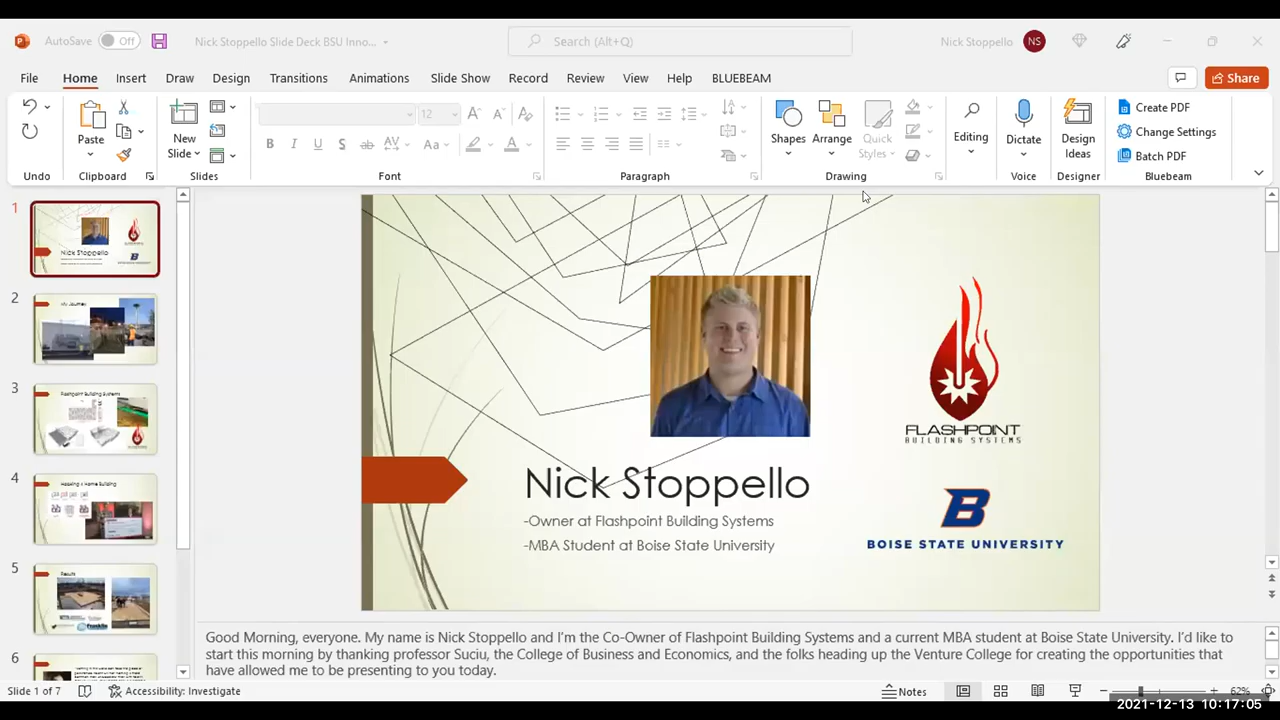 AutoSave Off Nick Stoppello Slide Deck BSU Inno... Search (Alt+Q) Nick Stoppello NS
File Home Insert Draw Design Transitions Animations Slide Show Record Review View Help BLUEBEAM Share
Paste New Slide 12 Shapes Arrange Quick Styles Editing Dictate Design Ideas
Create PDF
Change Settings
Batch PDF
Undo Clipboard Slides Font Paragraph Drawing Voice Designer Bluebeam
1
Nick Stoppello
2
My Journey
3
Flashpoint Building Systems
4
Hacking 4 Home Building
5
Results
6
FLASHPOINT
BUILDING SYSTEMS
Nick Stoppello
-Owner at Flashpoint Building Systems
-MBA Student at Boise State University
B
BOISE STATE UNIVERSITY
Good Morning, everyone. My name is Nick Stoppello and I'm the Co-Owner of Flashpoint Building Systems and a current MBA student at Boise State University. I'd like to
start this morning by thanking professor Suciu, the College of Business and Economics, and the folks heading up the Venture College for creating the opportunities that
have allowed me to be presenting to you today.
Slide 1 of 7 Accessibility: Investigate Notes 62%
2021-12-13 10:17:05